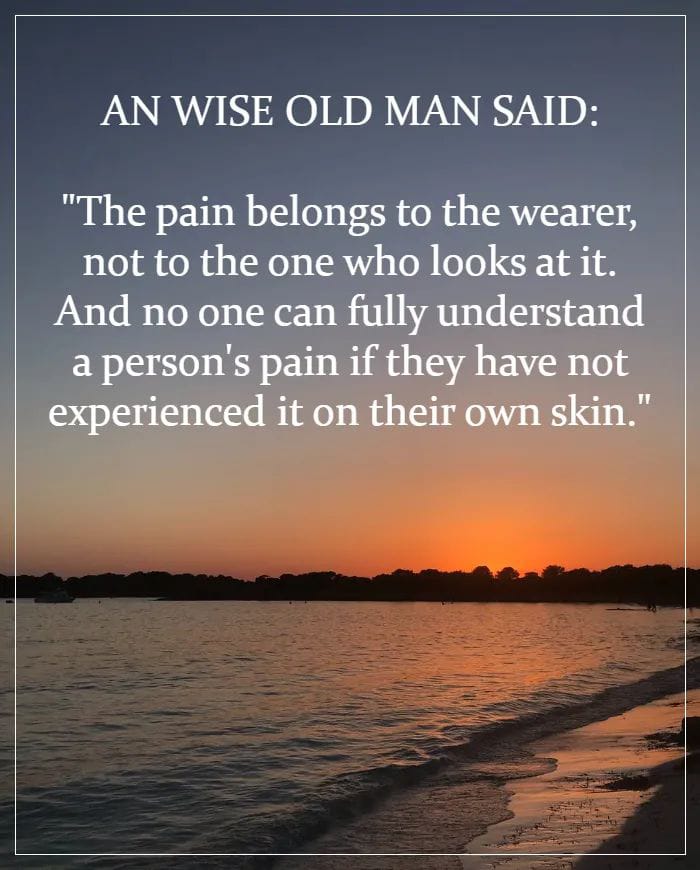 AN WISE OLD MAN SAID:
"The pain belongs to the wearer,
not to the one who looks at it.
And no one can fully understand
a person's pain if they have not
experienced it on their own skin."